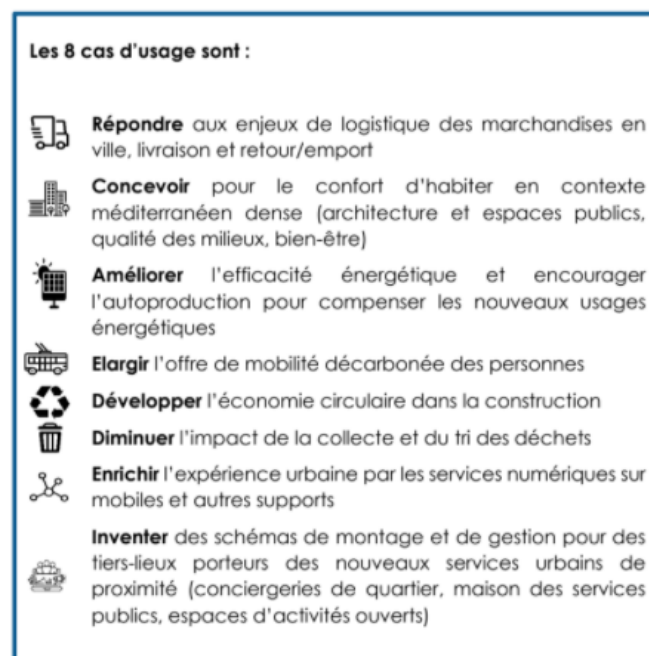 Les 8 cas d'usage sont :
Répondre aux enjeux de logistique des marchandises en
ville, livraison et retour/emport
Concevoir pour le confort d'habiter en contexte
méditerranéen dense (architecture et espaces publics,
qualité des milieux, bien-être)
Améliorer l'efficacité énergétique et encourager
l'autoproduction pour compenser les nouveaux usages
énergétiques
Elargir l'offre de mobilité décarbonée des personnes
Développer l'économie circulaire dans la construction
Diminuer l'impact de la collecte et du tri des déchets
Enrichir l'expérience urbaine par les services numériques sur
mobiles et autres supports
Inventer des schémas de montage et de gestion pour des
tiers-lieux porteurs des nouveaux services urbains de
proximité (conciergeries de quartier, maison des services
publics, espaces d'activités ouverts)